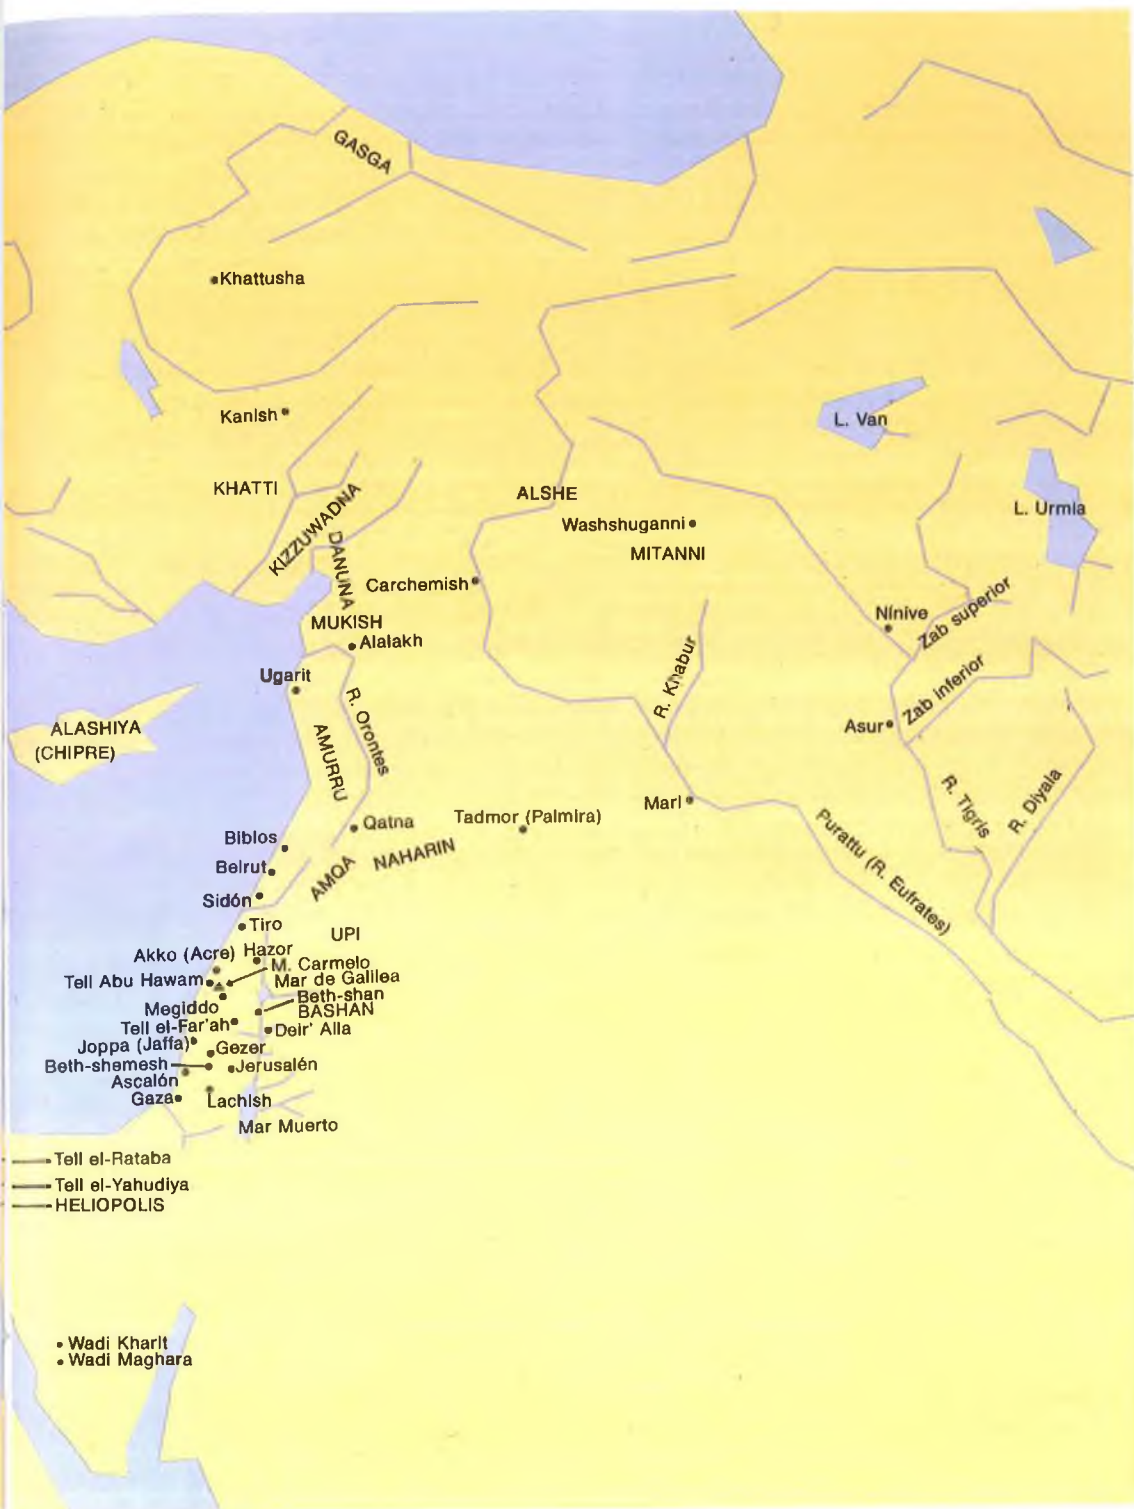 GASGA
Khattusha
L. Van
Kanish
KHATTI
ALSHE
L. Urmia
KIZZUWADNA
Washshuganni
DANUNA
MITANNI
Carchemish
Zab superior
Nínive
MUKISH
Alalakh
R. Khabur
Ugarit
Zab inferior
R. Orontes
ALASHIYA
(CHIPRE)
Asur
AMURRU
R. Tigris
R. Diyala
Mari
Tadmor (Palmira)
Qatna
Purattu (R. Eufrates)
Biblos
NAHARIN
Beirut
AMQA
Sidón
Tiro
UPI
Akko (Acre)
Hazor
M. Carmelo
Tell Abu Hawam
Mar de Galilea
Beth-shan
Megiddo
BASHAN
Tell el-Far'ah
Deir' Alla
Joppa (Jaffa)
Gezer
Beth-shemesh
Jerusalén
Ascalón
Gaza
Lachish
Mar Muerto
Tell el-Rataba
Tell el-Yahudiya
HELIOPOLIS
Wadi Kharit
Wadi Maghara